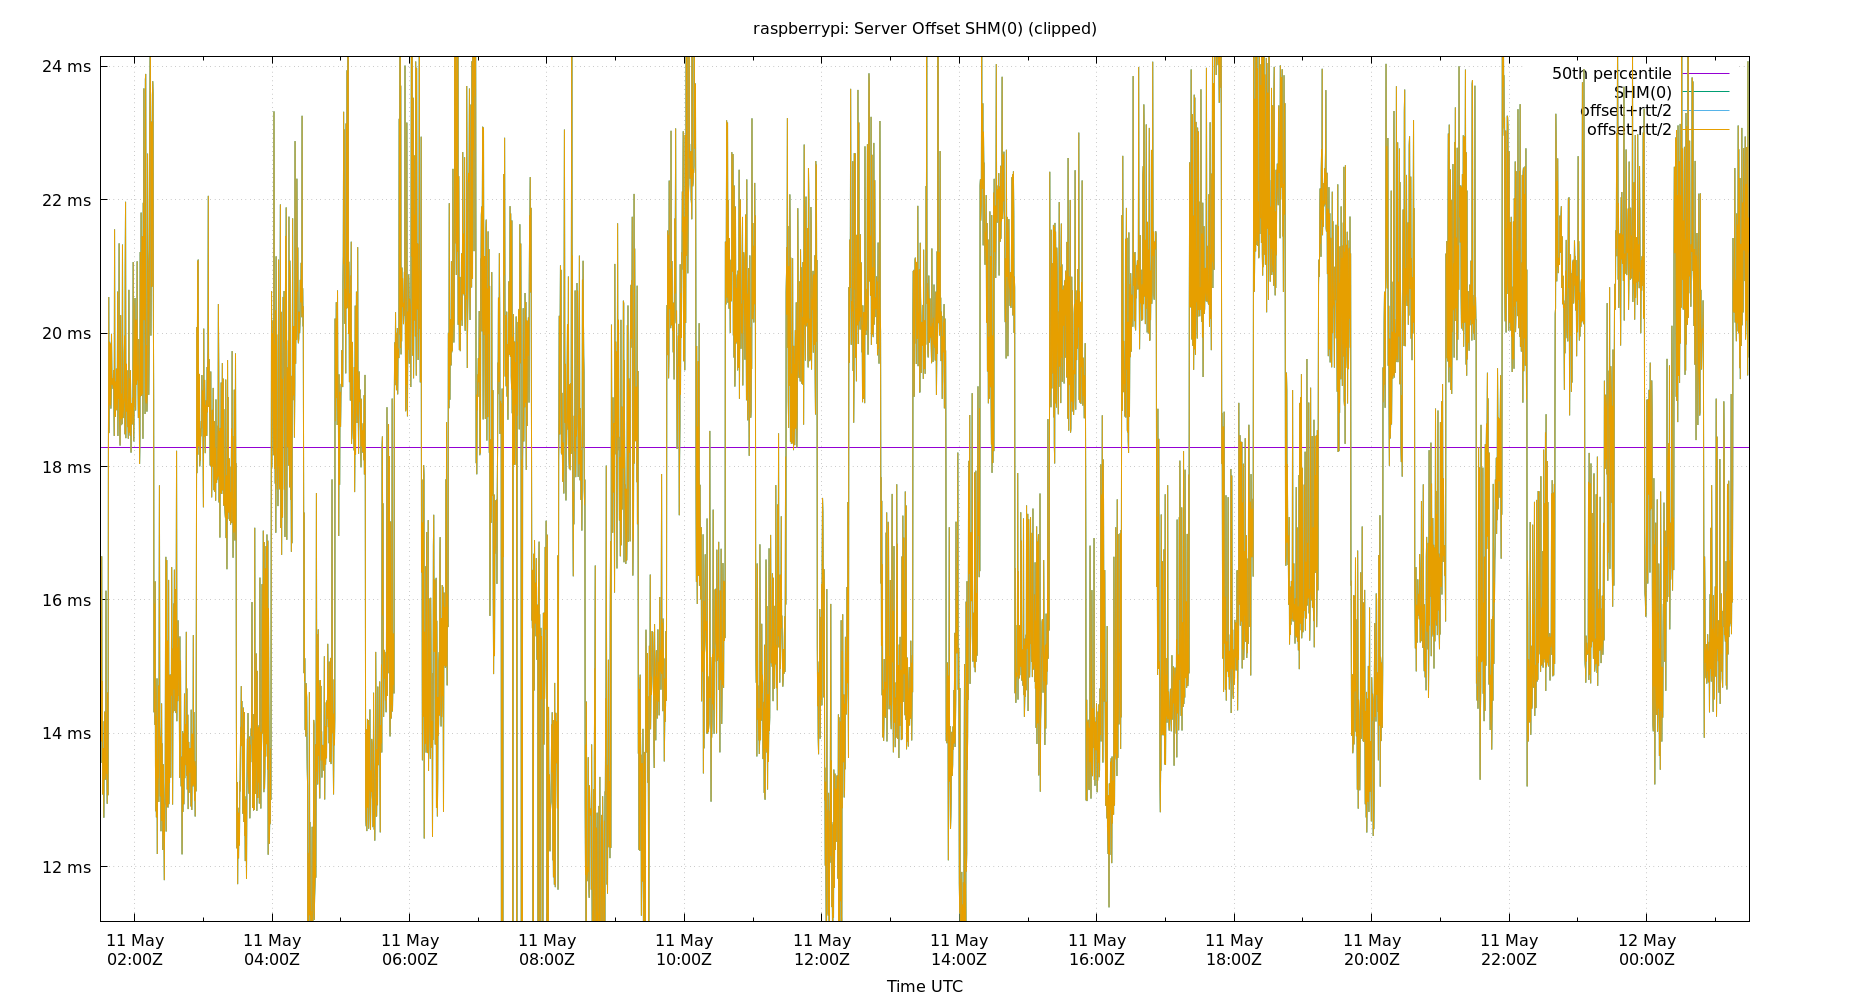 raspberrypi: Server Offset SHM(0) (clipped)
24 ms
22 ms
20 ms
18 ms
16 ms
14 ms
12 ms
50th percentile
SHM(0)
offset+rtt/2
offset-rtt/2
11 May 11 May 11 May 11 May 11 May 11 May 11 May 11 May 11 May 11 May 11 May 12 May
02:00Z 04:00Z 06:00Z 08:00Z 10:00Z 12:00Z 14:00Z 16:00Z 18:00Z 20:00Z 22:00Z 00:00Z
Time UTC